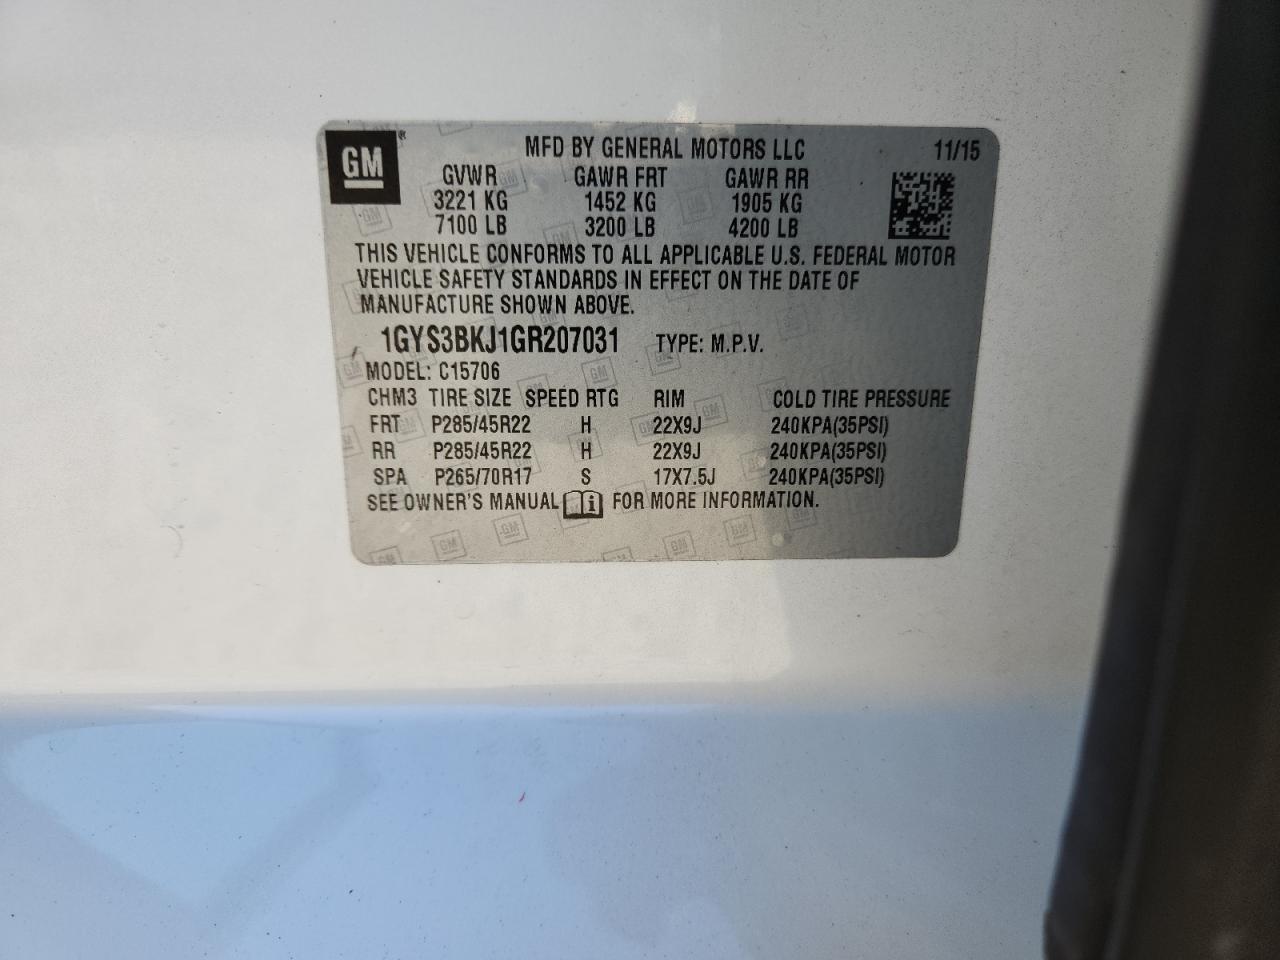 GM ® MFD BY GENERAL MOTORS LLC 11/15
GVWR GAWR FRT GAWR RR
3221 KG 1452 KG 1905 KG
7100 LB 3200 LB 4200 LB
THIS VEHICLE CONFORMS TO ALL APPLICABLE U.S. FEDERAL MOTOR
VEHICLE SAFETY STANDARDS IN EFFECT ON THE DATE OF
MANUFACTURE SHOWN ABOVE.
1GYS3BKJ1GR207031 TYPE: M.P.V.
MODEL: C15706
CHM3 TIRE SIZE SPEED RTG RIM COLD TIRE PRESSURE
FRT P285/45R22 H 22X9J 240KPA(35PSI)
RR P285/45R22 H 22X9J 240KPA(35PSI)
SPA P265/70R17 S 17X7.5J 240KPA(35PSI)
SEE OWNER'S MANUAL i FOR MORE INFORMATION.